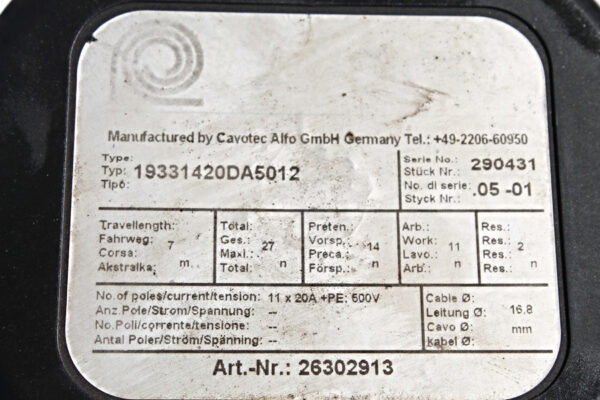 Manufactured by Cavotec Alfo GmbH Germany Tel.: +49-2206-60950
Type:
Typ: 19331420DA5012
Tipo:
Serie No.: 290431
Stück Nr.:
No. di serie: .05 -01
Styck Nr.:
Travellength:
Fahrweg: 7
Corsa: m
Akstralka:
Total:
Ges.: 27
Maxi.:
Total: n
Preten.:
Vorsp.: 14
Preca.:
Försp.: n
Arb.:
Work: 11
Lavo.:
Arb.: n
Res.:
Res.: 2
Res.:
Res.: n
No. of poles/current/tension: 11 x 20A +PE; 500V
Anz. Pole/Strom/Spannung: --
No. Poli/corrente/tensione: --
Antal Poler/Ström/Spänning: --
Cable Ø:
Leitung Ø: 16.8
Cavo Ø: mm
kabel Ø:
Art.-Nr.: 26302913